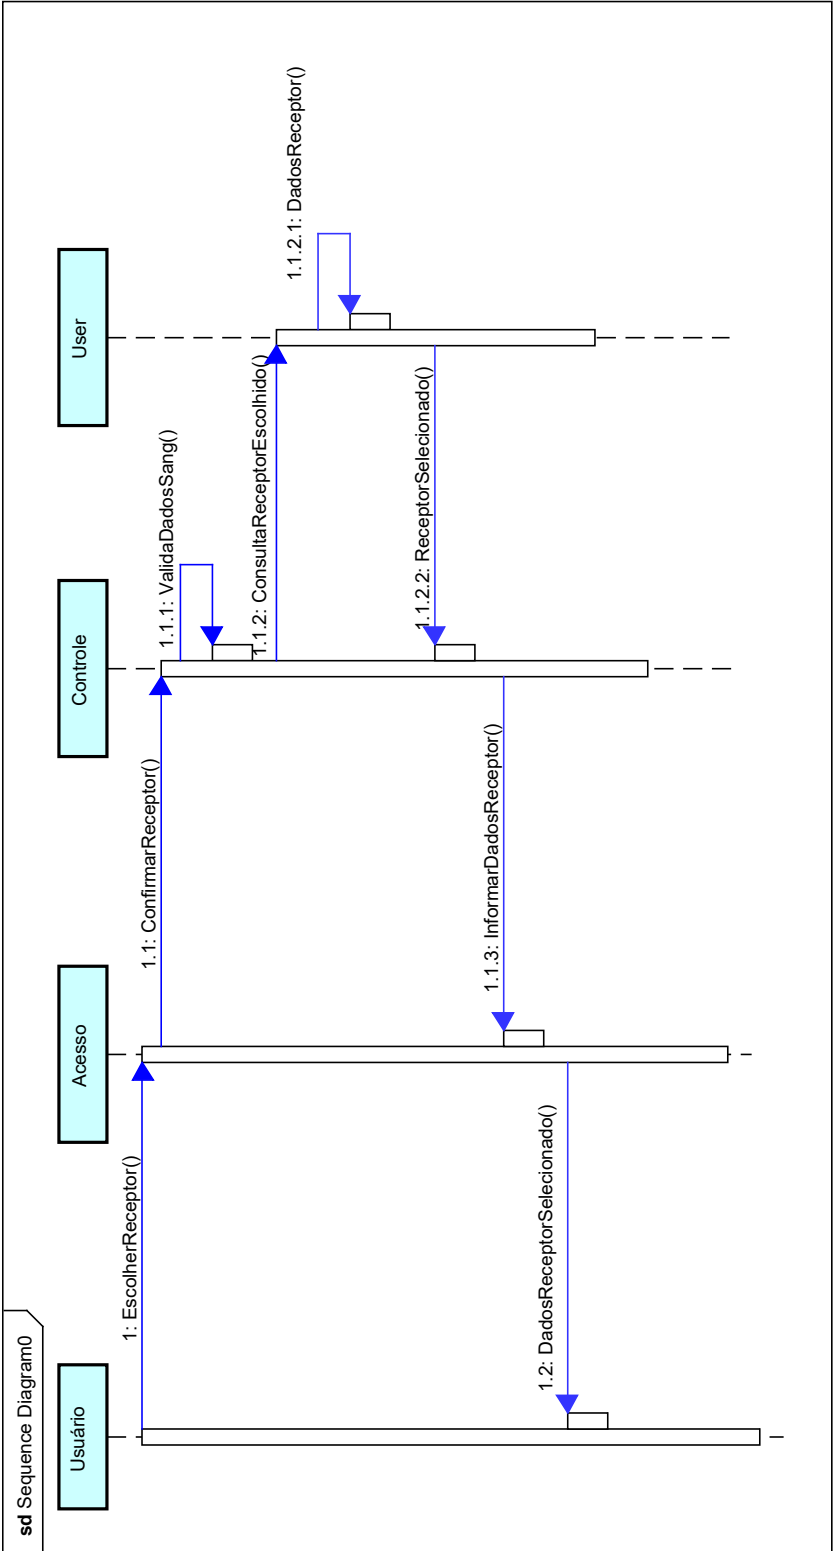 sd Sequence Diagram0
Usuário
Acesso
Controle
User
1: EscolherReceptor()
1.1: ConfirmarReceptor()
1.1.1: ValidaDadosSang()
1.1.2: ConsultaReceptorEscolhido()
1.1.2.1: DadosReceptor()
1.1.2.2: ReceptorSelecionado()
1.1.3: InformarDadosReceptor()
1.2: DadosReceptorSelecionado()